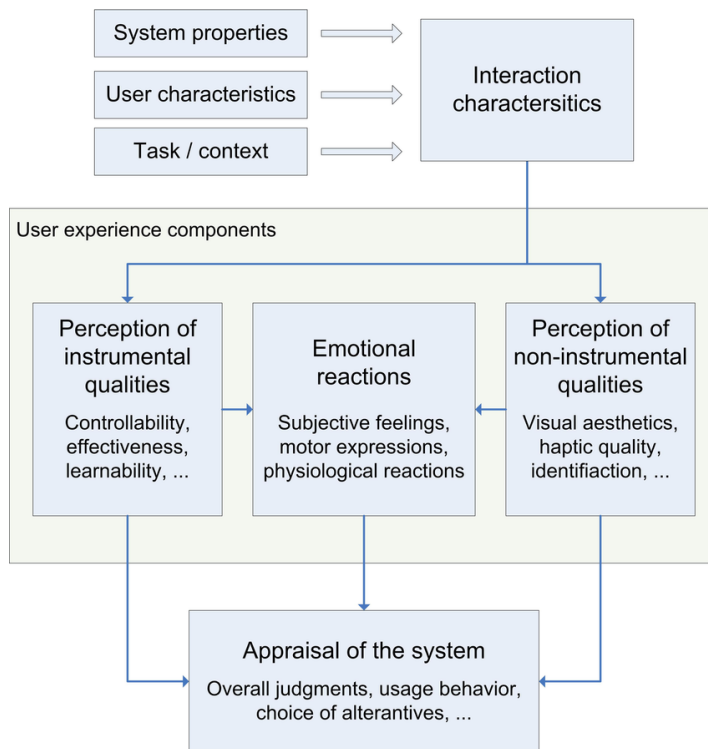 System properties
User characteristics
Task / context
Interaction
charactersitics
User experience components
Perception of
instrumental
qualities
Controllability,
effectiveness,
learnability, ...
Emotional
reactions
Subjective feelings,
motor expressions,
physiological reactions
Perception of
non-instrumental
qualities
Visual aesthetics,
haptic quality,
identifiaction, ...
Appraisal of the system
Overall judgments, usage behavior,
choice of alterantives, ...